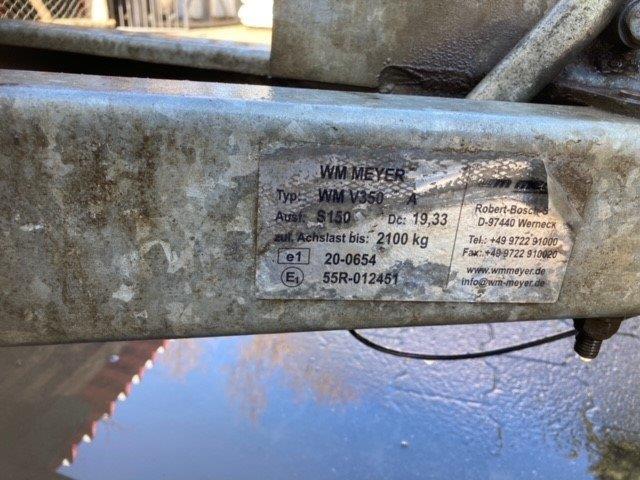 WM MEYER
Typ: WM V350 A
Ausf: S150 Dc: 19,33
zul. Achslast bis: 2100 kg
e1 20-0654
E1 55R-012451
Robert-Bosch-
D-97440 Werneck
Tel.: +49 9722 91000
Fax: +49 9722 910020
www.wmmeyer.de
info@wm-meyer.de